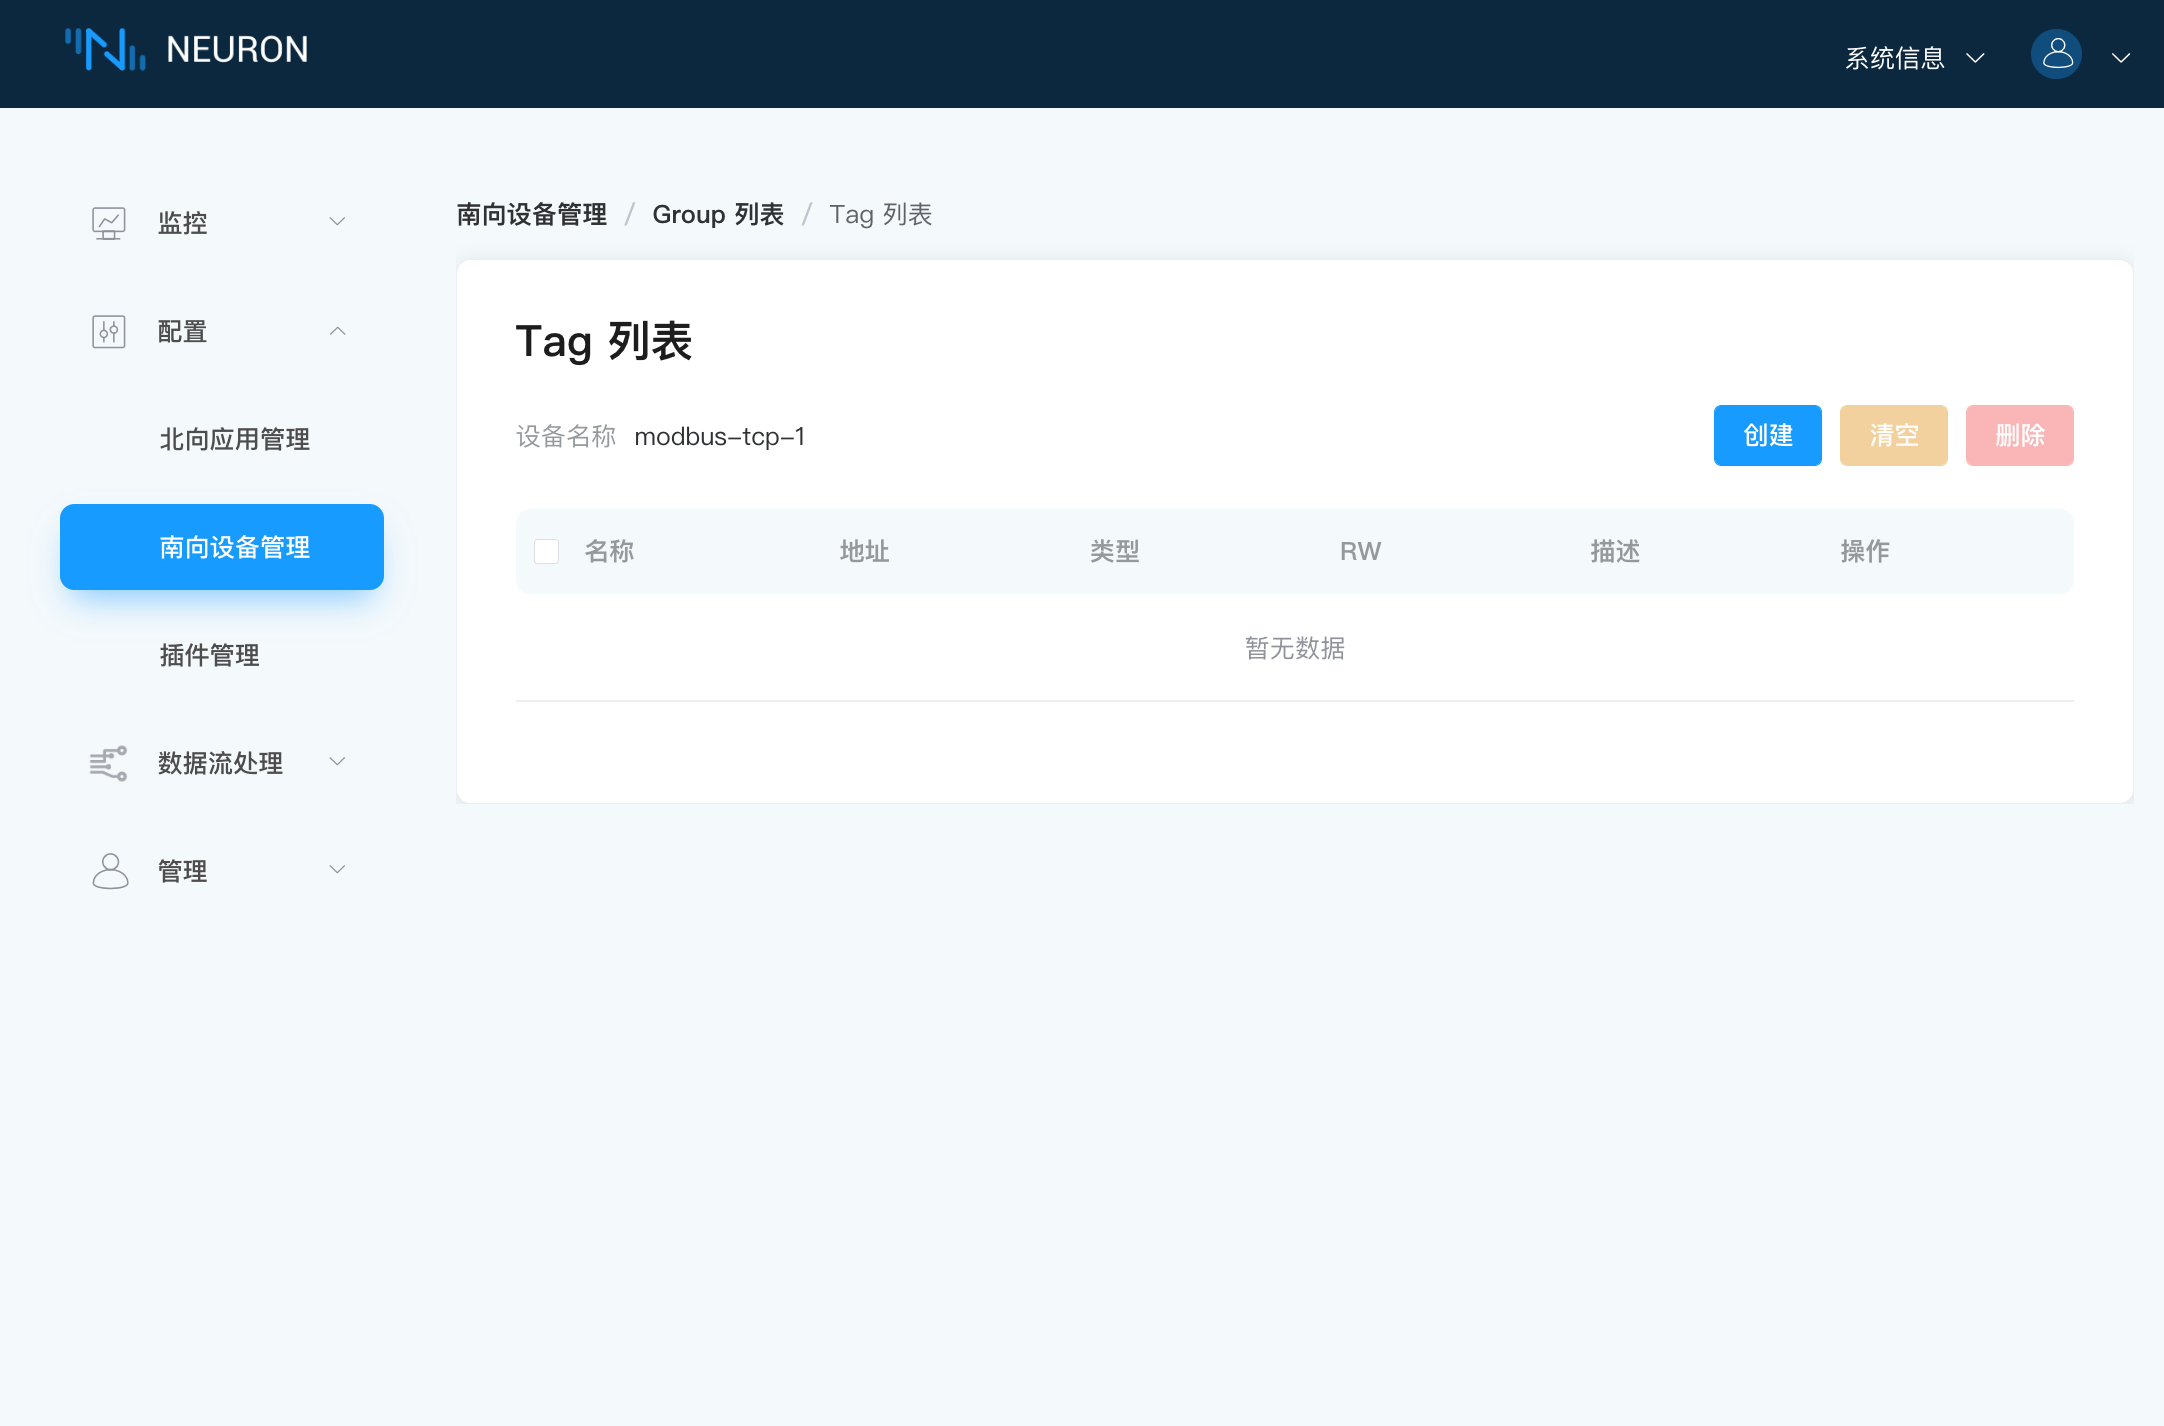 NEURON
系统信息
监控
配置
北向应用管理
南向设备管理
插件管理
数据流处理
管理
南向设备管理 / Group 列表 / Tag 列表
Tag 列表
设备名称 modbus-tcp-1
创建 清空 删除
名称 地址 类型 RW 描述 操作
暂无数据